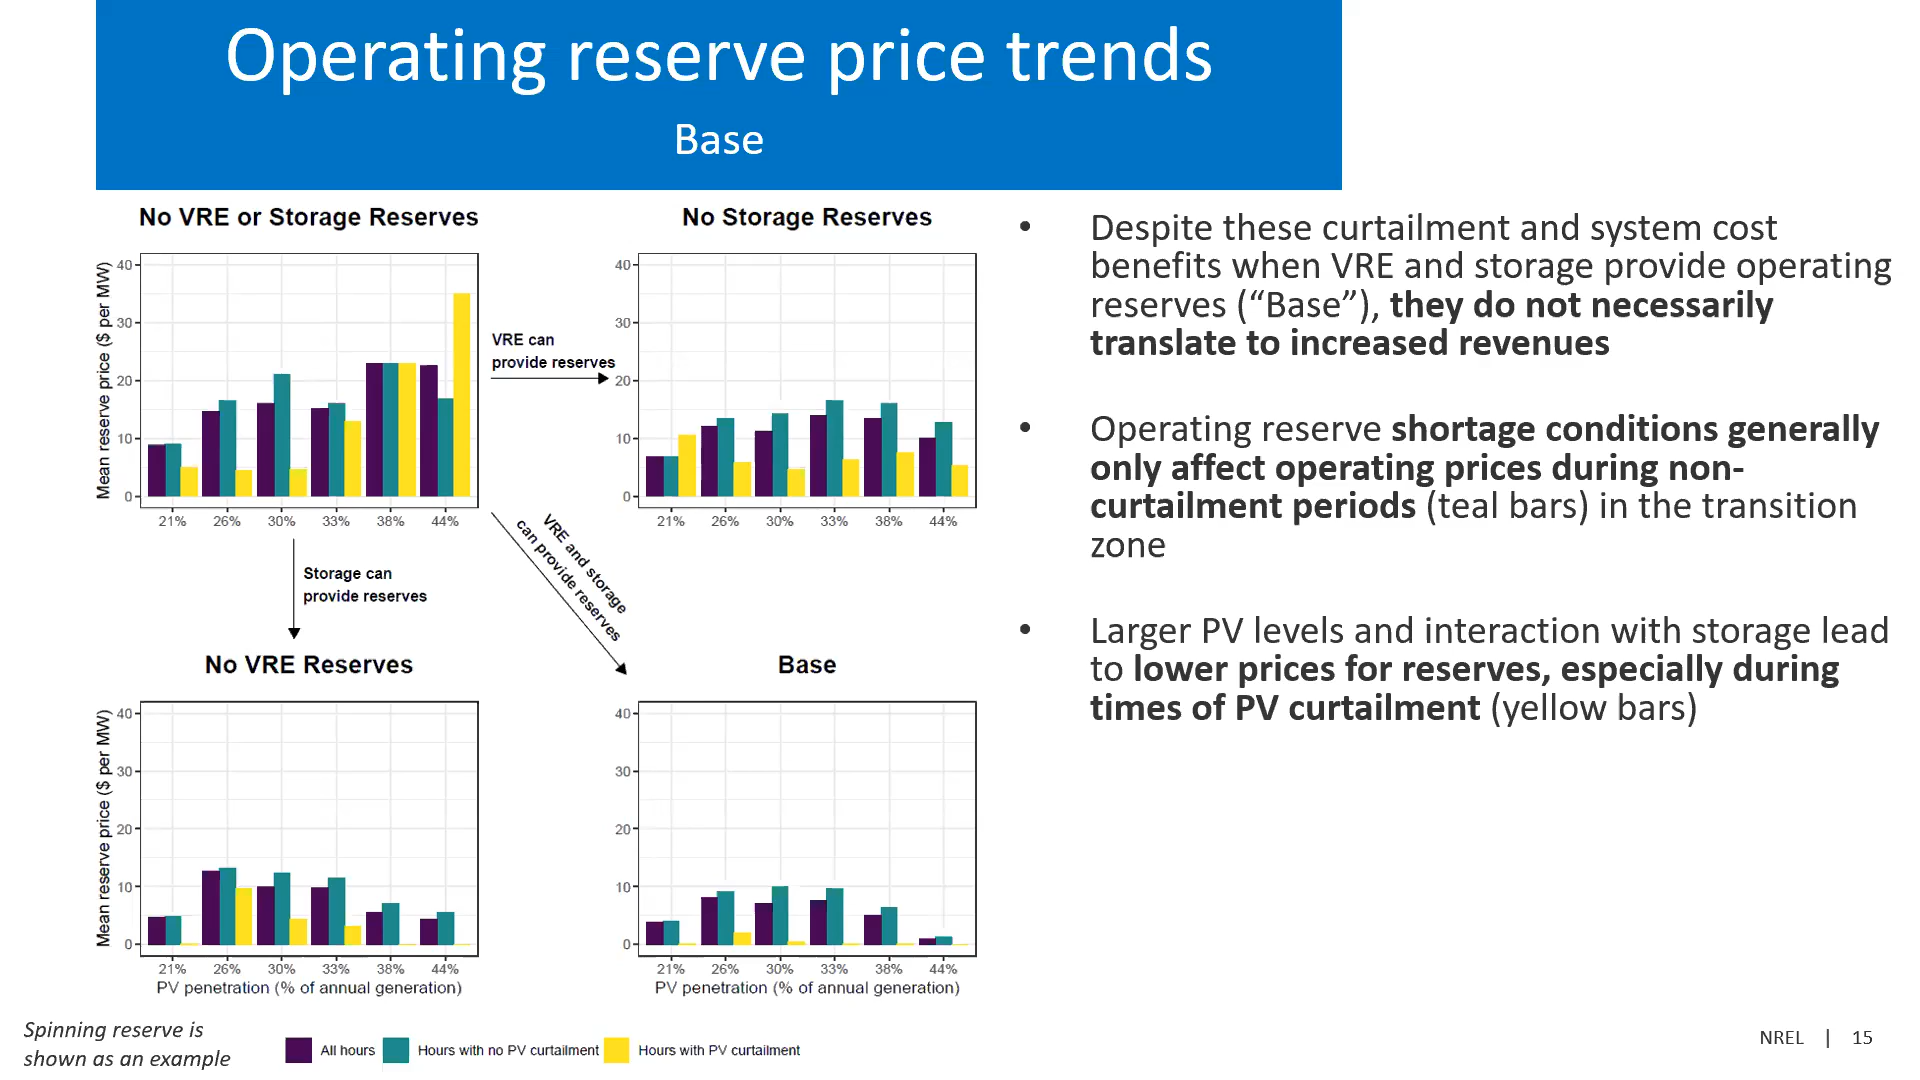 Operating reserve price trends
Base
No VRE or Storage Reserves
Mean reserve price ($ per MW)
40
30
20
10
0
21% 26% 30% 33% 38% 44%
VRE can
provide reserves
No Storage Reserves
40
30
20
10
0
21% 26% 30% 33% 38% 44%
Storage can
provide reserves
VRE and storage
can provide reserves
No VRE Reserves
Mean reserve price ($ per MW)
40
30
20
10
0
21% 26% 30% 33% 38% 44%
PV penetration (% of annual generation)
Base
40
30
20
10
0
21% 26% 30% 33% 38% 44%
PV penetration (% of annual generation)
• Despite these curtailment and system cost
benefits when VRE and storage provide operating
reserves (“Base”), they do not necessarily
translate to increased revenues
• Operating reserve shortage conditions generally
only affect operating prices during non-
curtailment periods (teal bars) in the transition
zone
• Larger PV levels and interaction with storage lead
to lower prices for reserves, especially during
times of PV curtailment (yellow bars)
Spinning reserve is
shown as an example
All hours Hours with no PV curtailment Hours with PV curtailment
NREL | 15